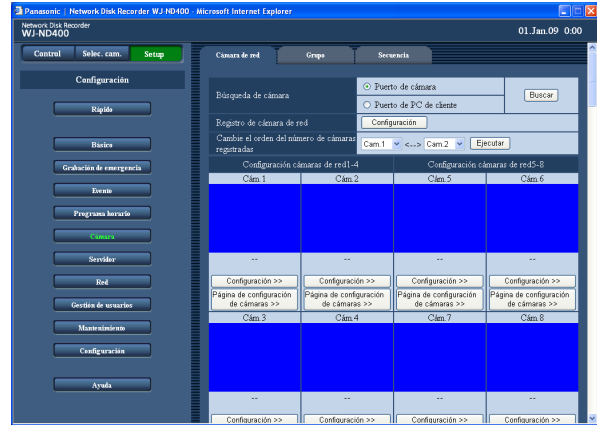 Panasonic | Network Disk Recorder WJ-ND400 - Microsoft Internet Explorer
Network Disk Recorder
WJ-ND400
01.Jan.09 0:00
Control Selec. cam. Setup
Configuración
Rápido
Básico
Grabación de emergencia
Evento
Programa horario
Cámara
Servidor
Red
Gestión de usuarios
Mantenimiento
Configuración
Ayuda
Cámara de red Grupo Secuencia
Búsqueda de cámara
Puerto de cámara
Puerto de PC de cliente
Buscar
Registro de cámara de red Configuración
Cambie el orden del número de cámaras
registradas
Cam.1 <--> Cam.2 Ejecutar
Configuración cámaras de red1-4 Configuración cámaras de red5-8
Cám.1 Cám.2 Cám.5 Cám.6
-- -- -- --
Configuración >> Configuración >> Configuración >> Configuración >>
Página de configuración Página de configuración Página de configuración Página de configuración
de cámaras >> de cámaras >> de cámaras >> de cámaras >>
Cám.3 Cám.4 Cám.7 Cám.8
-- -- -- --
Configuración >> Configuración >> Configuración >> Configuración >>